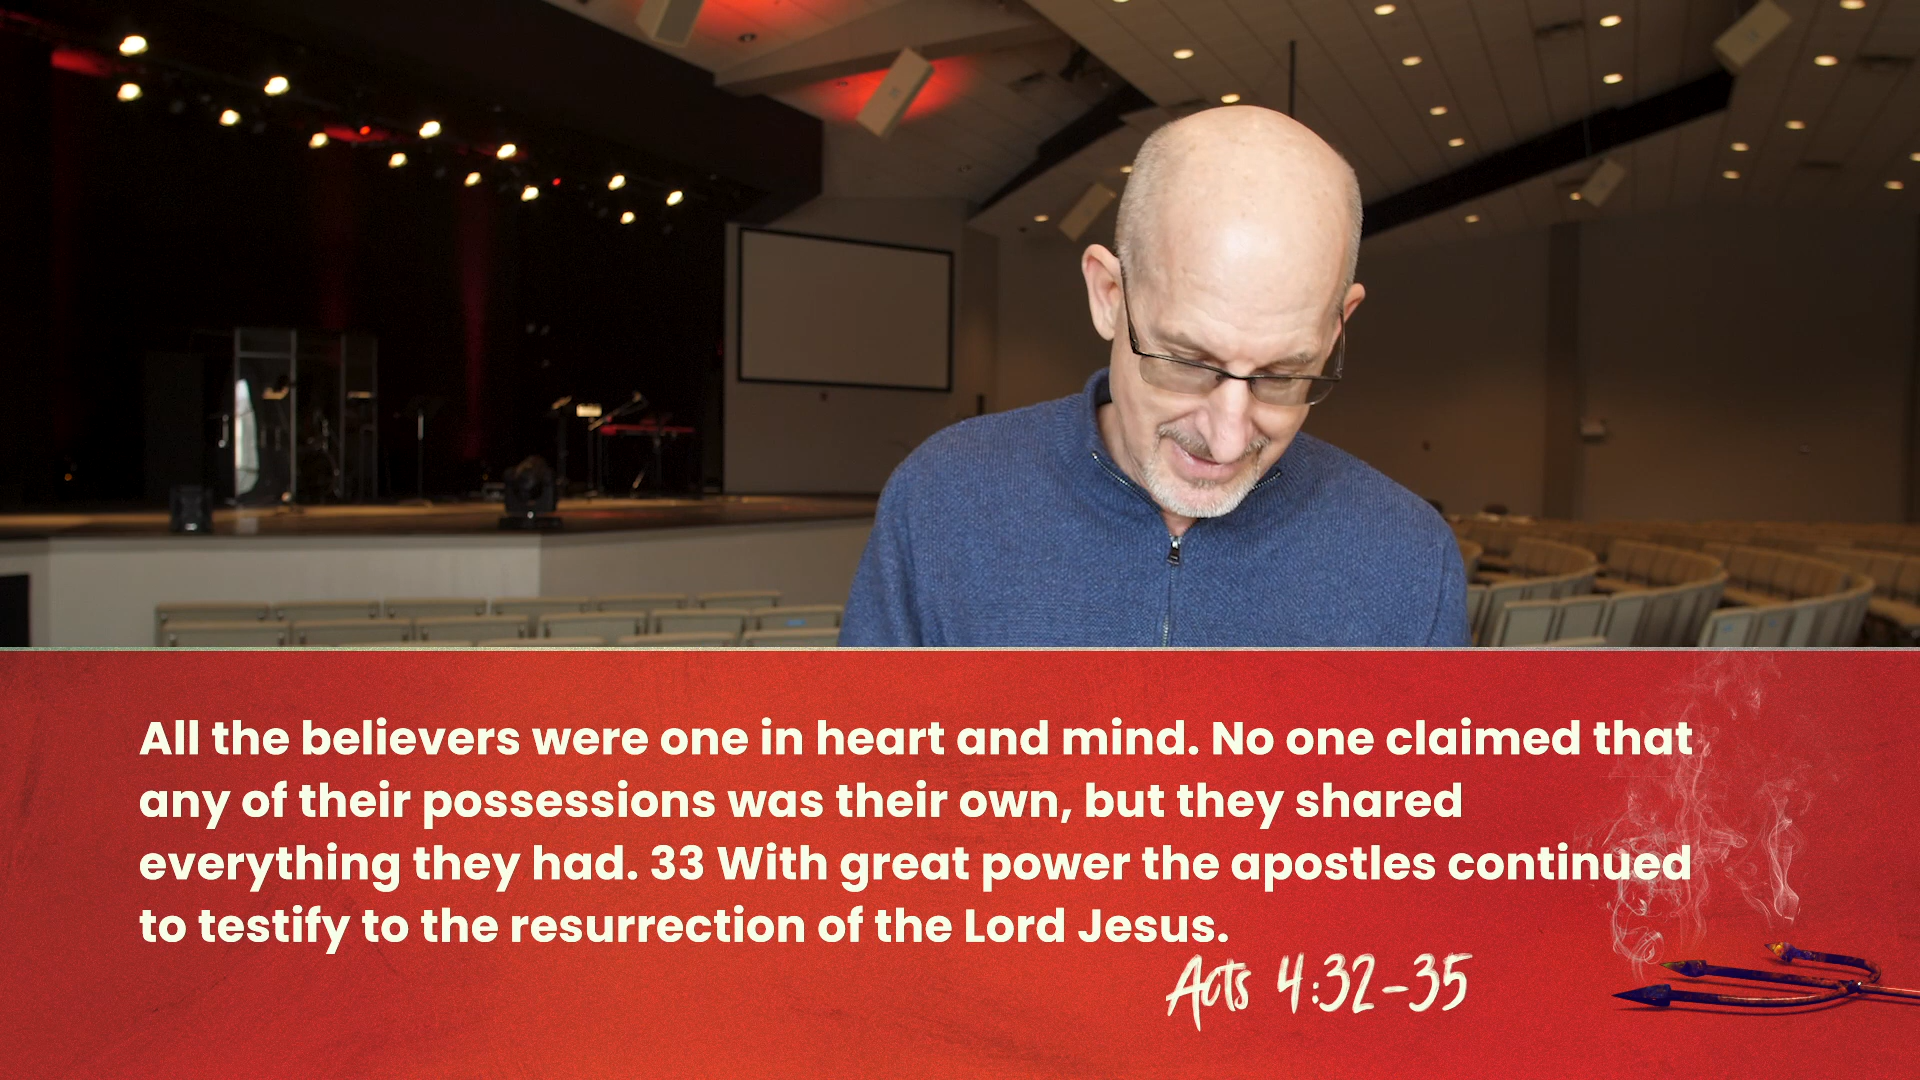 All the believers were one in heart and mind. No one claimed that
any of their possessions was their own, but they shared
everything they had. 33 With great power the apostles continued
to testify to the resurrection of the Lord Jesus.
Acts 4:32-35